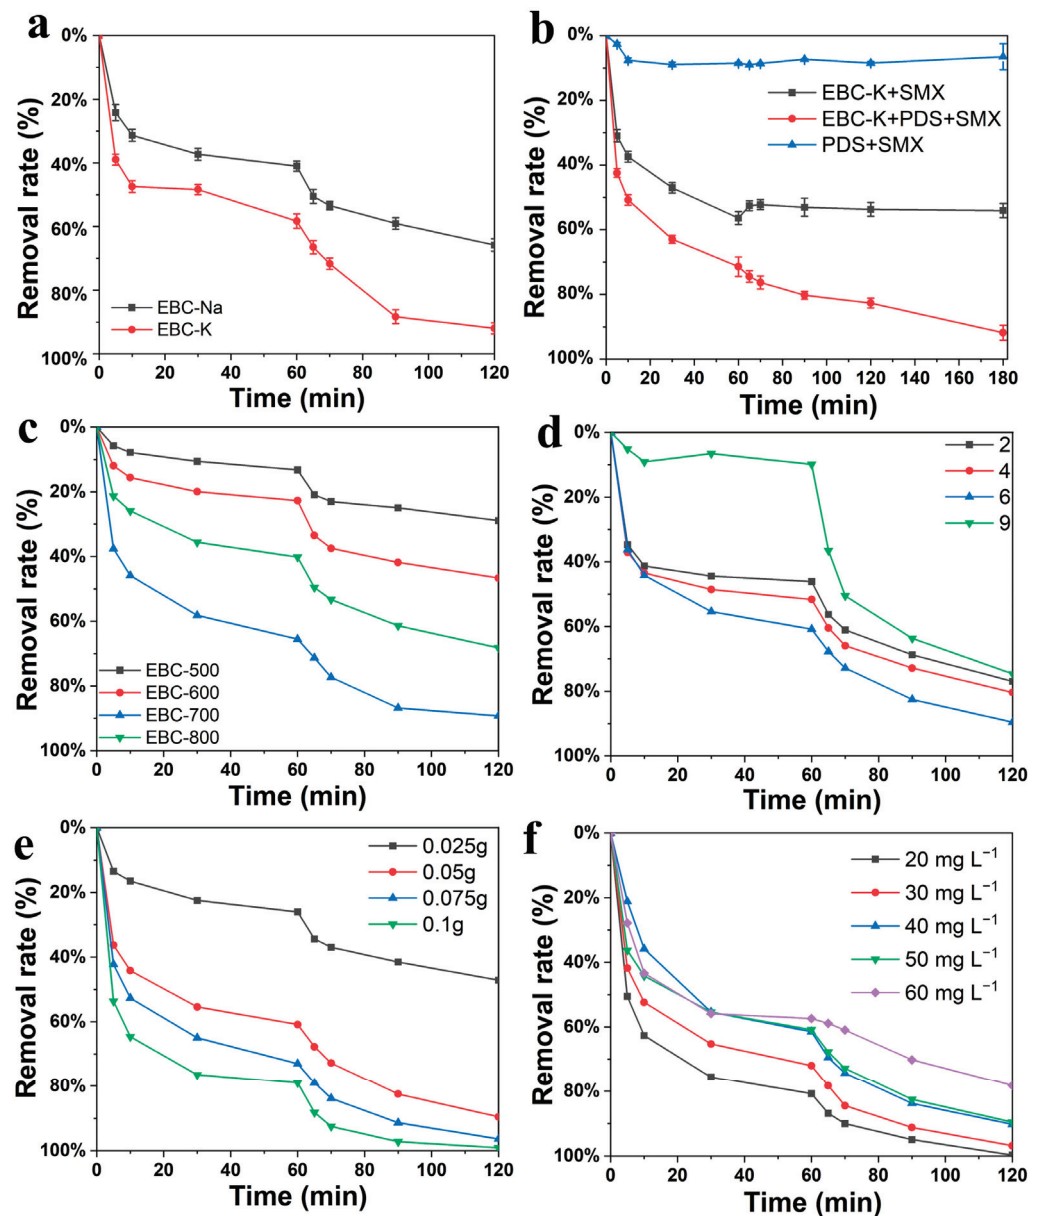 a
0%
20%
40%
60%
80%
100%
Removal rate (%)
EBC-Na
EBC-K
0 20 40 60 80 100 120
Time (min)
b
0%
20%
40%
60%
80%
100%
Removal rate (%)
EBC-K+SMX
EBC-K+PDS+SMX
PDS+SMX
0 20 40 60 80 100 120 140 160 180
Time (min)
c
0%
20%
40%
60%
80%
100%
Removal rate (%)
EBC-500
EBC-600
EBC-700
EBC-800
0 20 40 60 80 100 120
Time (min)
d
0%
20%
40%
60%
80%
100%
Removal rate (%)
2
4
6
9
0 20 40 60 80 100 120
Time (min)
e
0%
20%
40%
60%
80%
100%
Removal rate (%)
0.025g
0.05g
0.075g
0.1g
0 20 40 60 80 100 120
Time (min)
f
0%
20%
40%
60%
80%
100%
Removal rate (%)
20 mg L⁻¹
30 mg L⁻¹
40 mg L⁻¹
50 mg L⁻¹
60 mg L⁻¹
0 20 40 60 80 100 120
Time (min)